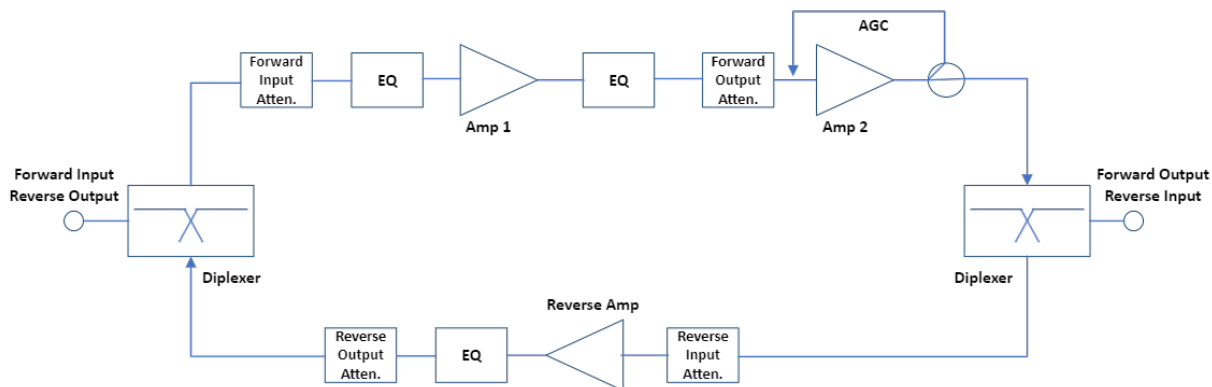 AGC
Forward
Input
Atten.
EQ
Amp 1
EQ
Forward
Output
Atten.
Amp 2
Forward Input
Reverse Output
Diplexer
Forward Output
Reverse Input
Diplexer
Reverse Amp
Reverse
Output
Atten.
EQ
Reverse
Input
Atten.